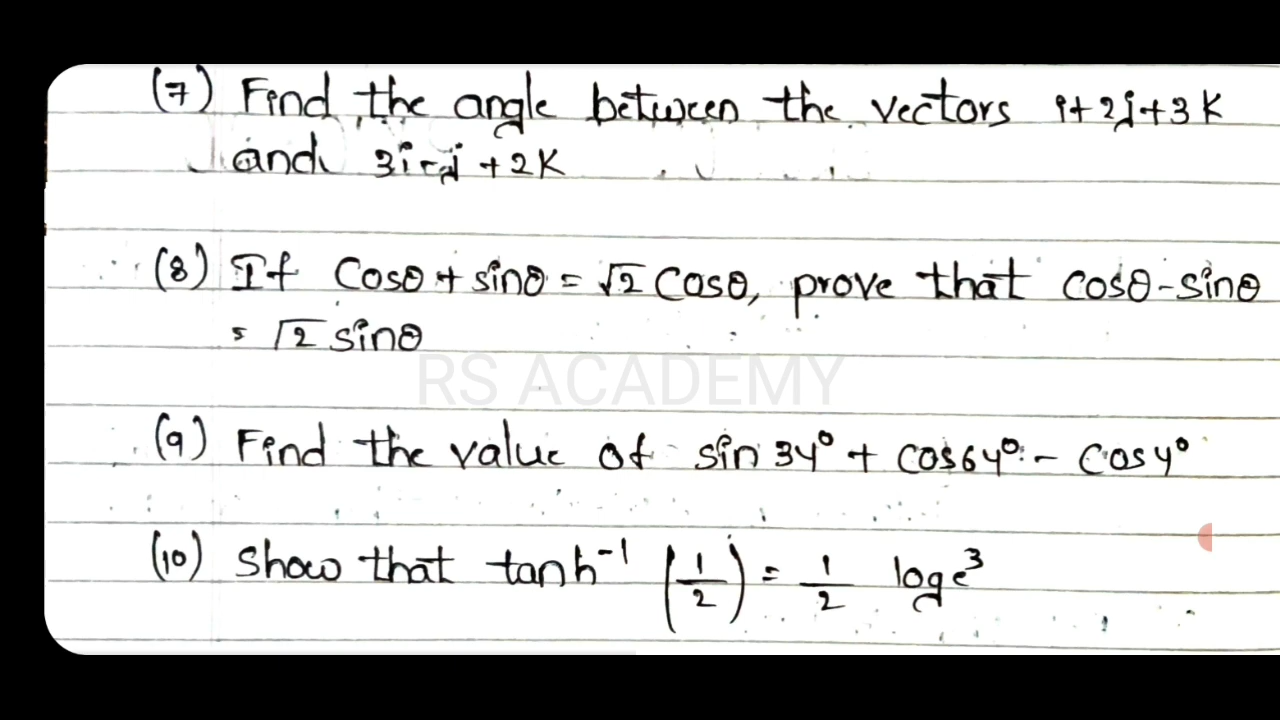 (7) Find the angle between the vectors i+2j+3K
and 3i-j+2K
(8) If Cosθ+sinθ=√2 Cosθ, prove that cosθ-sinθ
= √2 sinθ
RS ACADEMY
(9) Find the value of sin 34° + cos64° - cos4°
(10) Show that tanh⁻¹ (1/2) = 1/2 loge³